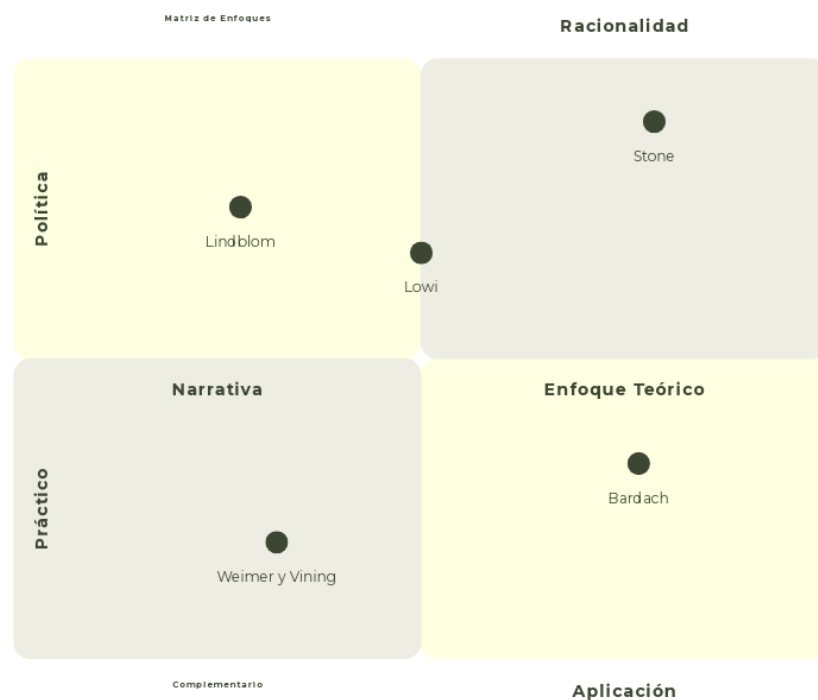 Matriz de Enfoques
Racionalidad
Política
Stone
Lindblom
Lowi
Narrativa
Enfoque Teórico
Práctico
Bardach
Weimer y Vining
Complementario
Aplicación